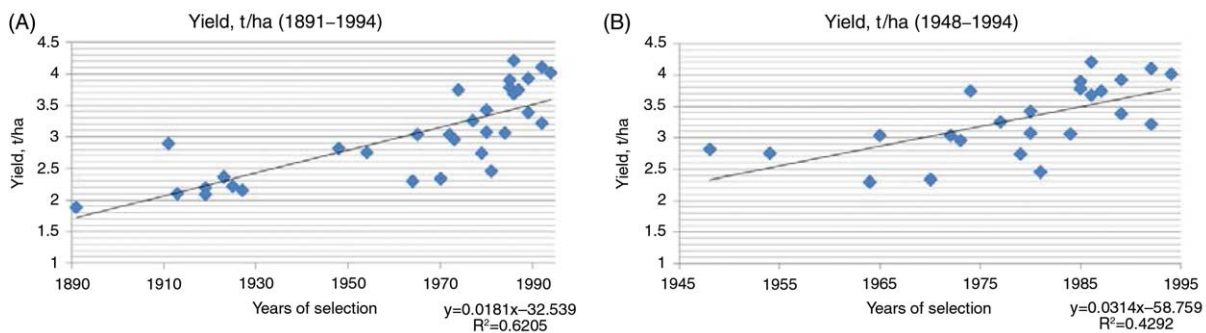 (A)
Yield, t/ha (1891–1994)
4.5
4
3.5
3
2.5
2
1.5
1
Yield, t/ha
1890
1910
1930
1950
1970
1990
Years of selection
y=0.0181x–32.539
R²=0.6205
(B)
Yield, t/ha (1948–1994)
4.5
4
3.5
3
2.5
2
1.5
1
Yield, t/ha
1945
1955
1965
1975
1985
1995
Years of selection
y=0.0314x–58.759
R²=0.4292